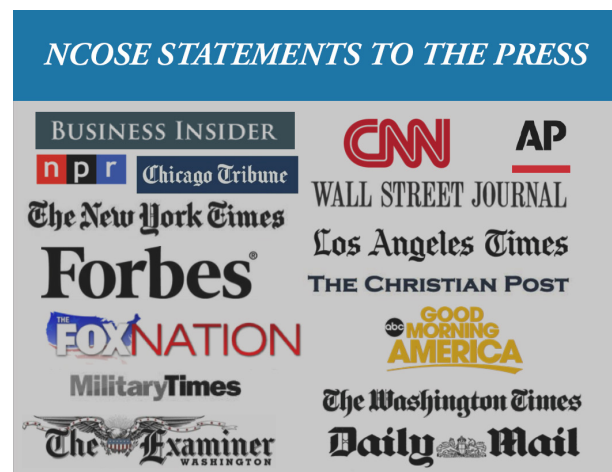 NCOSE STATEMENTS TO THE PRESS
BUSINESS INSIDER
npr
Chicago Tribune
The New York Times
Forbes®
THE FOX NATION
MilitaryTimes
The Examiner
WASHINGTON
CNN
AP
WALL STREET JOURNAL
Los Angeles Times
THE CHRISTIAN POST
abc GOOD
MORNING
AMERICA
The Washington Times
Daily Mail